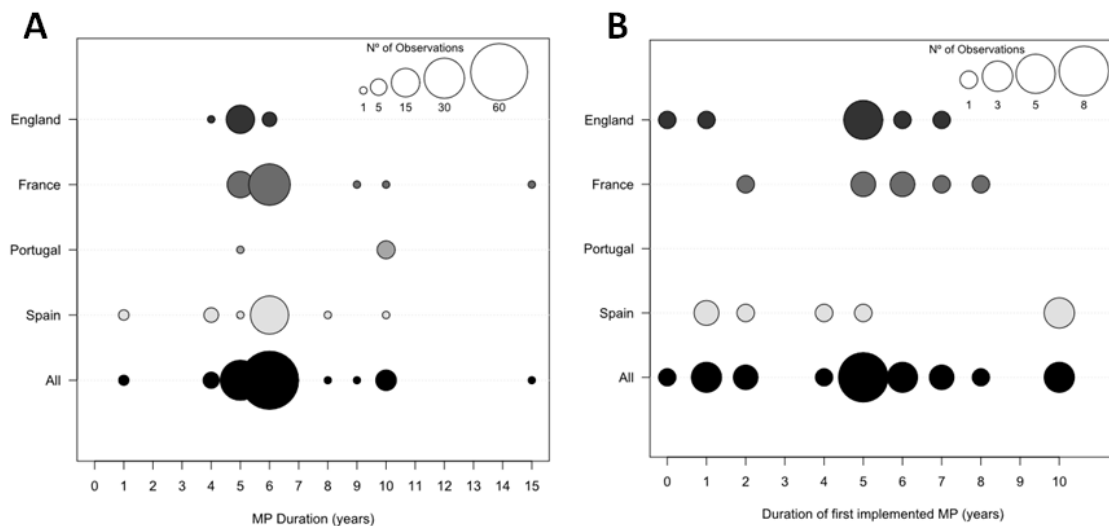 A
Nº of Observations
1 5 15 30 60
England
France
Portugal
Spain
All
0 1 2 3 4 5 6 7 8 9 10 11 12 13 14 15
MP Duration (years)
B
Nº of Observations
1 3 5 8
England
France
Portugal
Spain
All
0 1 2 3 4 5 6 7 8 9 10
Duration of first implemented MP (years)